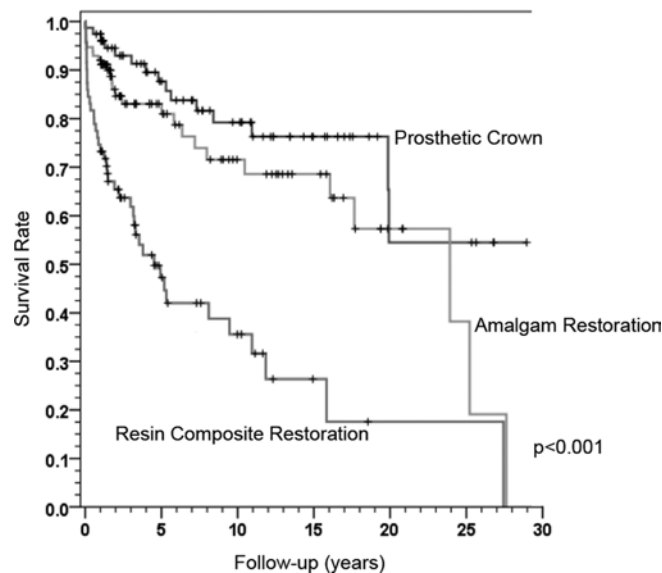 1.0
0.9
0.8
0.7
0.6
0.5
0.4
0.3
0.2
0.1
0.0
Survival Rate
Prosthetic Crown
Amalgam Restoration
Resin Composite Restoration
p<0.001
0 5 10 15 20 25 30
Follow-up (years)